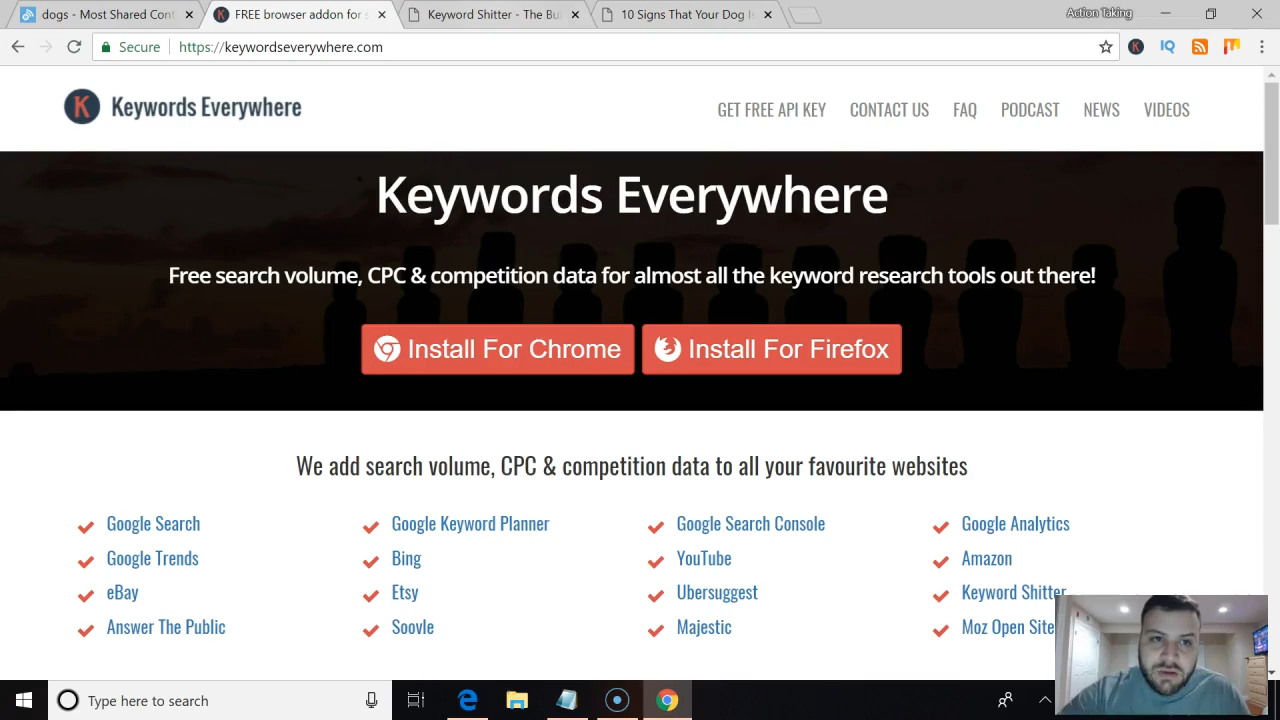 dogs - Most Shared Cont
FREE browser addon for s
Keyword Shitter - The Bu
10 Signs That Your Dog I
Action Taking
Secure
https://keywordseverywhere.com
K
IQ
K
Keywords Everywhere
GET FREE API KEY
CONTACT US
FAQ
PODCAST
NEWS
VIDEOS
Keywords Everywhere
Free search volume, CPC & competition data for almost all the keyword research tools out there!
Install For Chrome
Install For Firefox
We add search volume, CPC & competition data to all your favourite websites
Google Search
Google Keyword Planner
Google Search Console
Google Analytics
Google Trends
Bing
YouTube
Amazon
eBay
Etsy
Ubersuggest
Keyword Shitter
Answer The Public
Soovle
Majestic
Moz Open Site
Type here to search